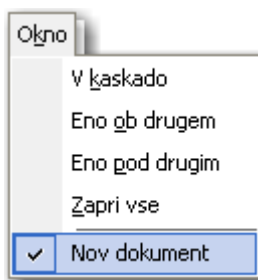 Okno
V kaskado
Eno ob drugem
Eno pod drugim
Zapri vse
Nov dokument